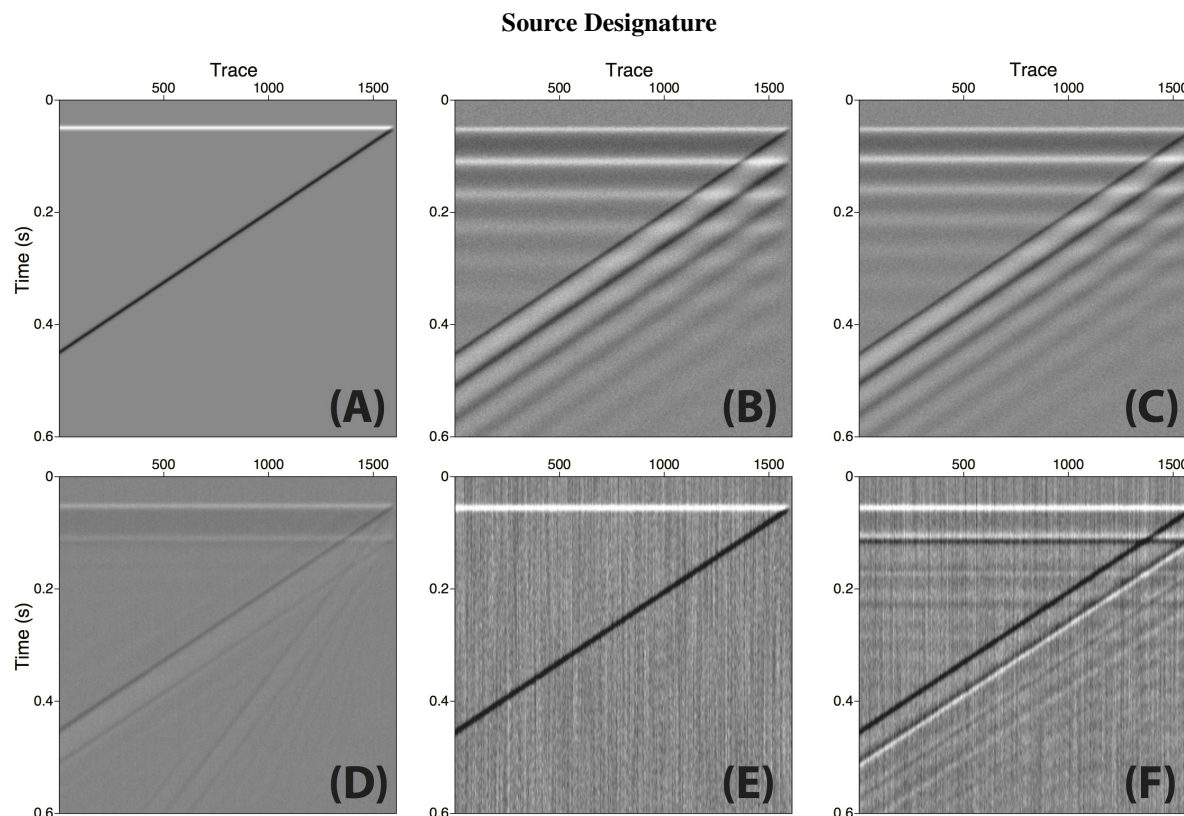 Source Designature
Trace Trace
500 1000 1500 500 1000 1500 500 1000 1500
0 0 0
0.2 0.2 0.2
Time (s)
0.4 0.4 0.4
(A) (B) (C)
0.6 0.6 0.6
500 1000 1500 500 1000 1500 500 1000 1500
0 0 0
0.2 0.2 0.2
Time (s)
0.4 0.4 0.4
(D) (E) (F)
0.6 0.6 0.6